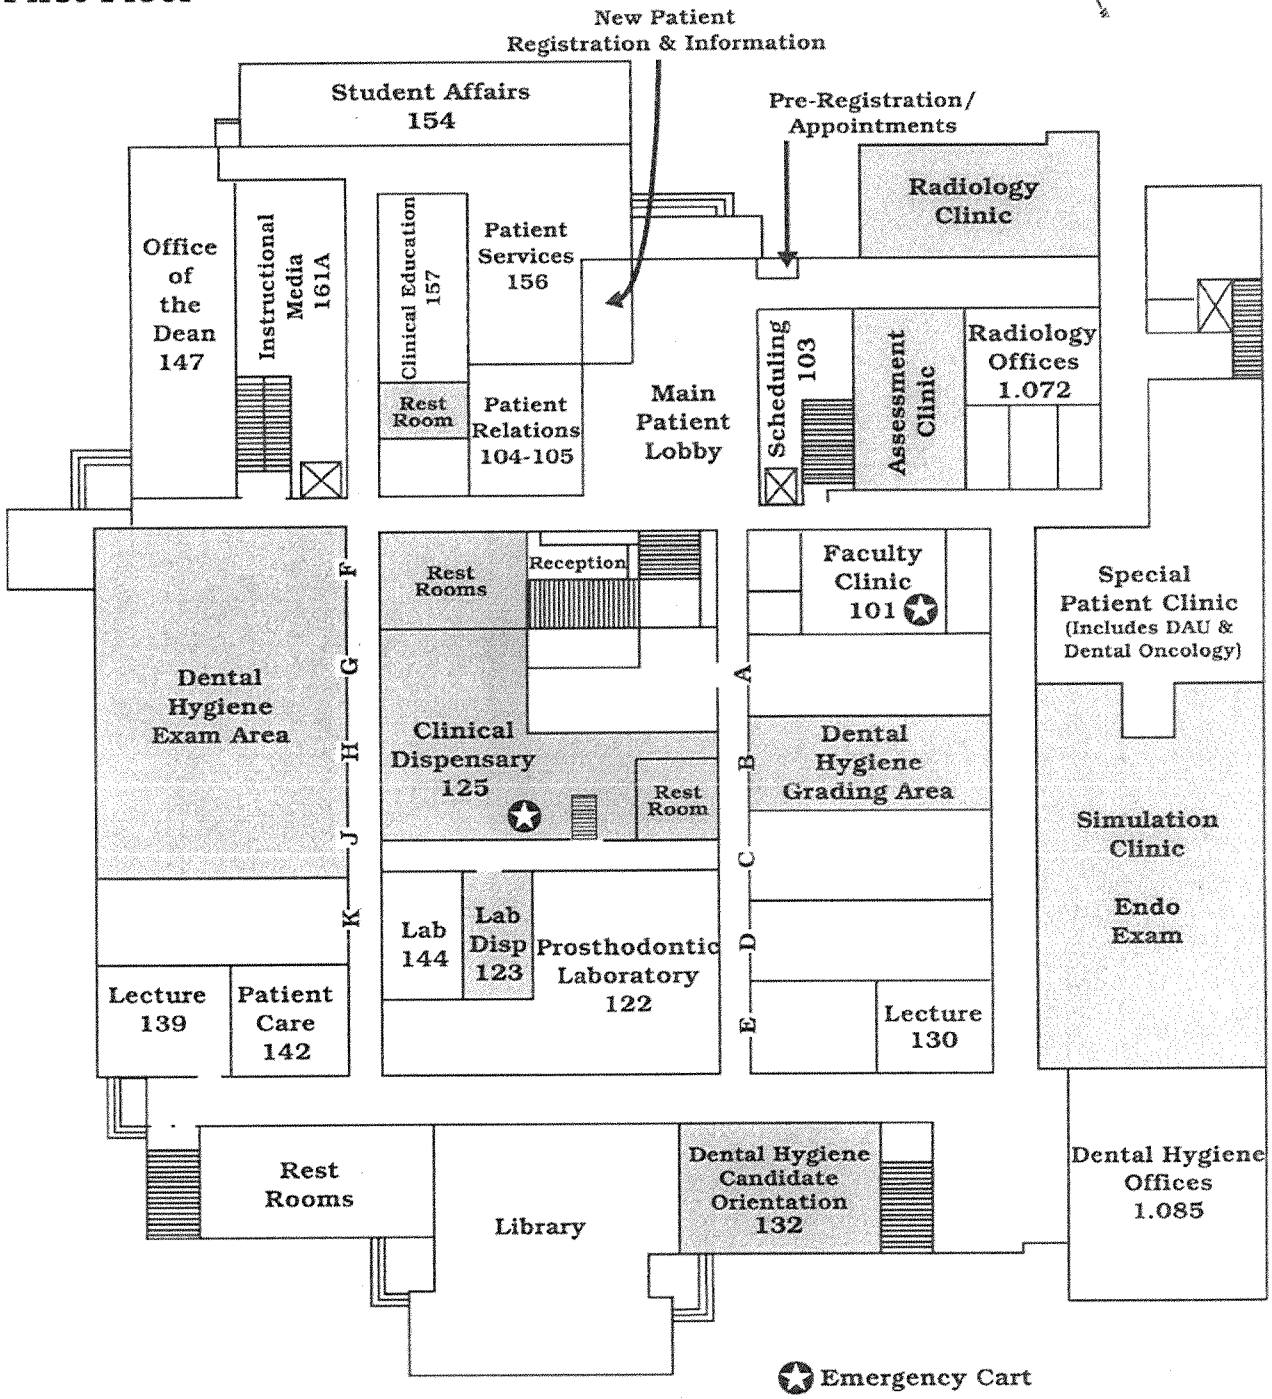 New Patient
Registration & Information
Student Affairs
154
Pre-Registration/
Appointments
Radiology
Clinic
Office
of
the
Dean
147
Instructional
Media
161A
Clinical Education
157
Patient
Services
156
Rest
Room
Patient
Relations
104-105
Main
Patient
Lobby
Scheduling
103
Assessment
Clinic
Radiology
Offices
1.072
F
G
H
J
K
Dental
Hygiene
Exam Area
Rest
Rooms
Reception
Clinical
Dispensary
125
Rest
Room
A
B
C
D
E
Faculty
Clinic
101
Dental
Hygiene
Grading Area
Special
Patient Clinic
(Includes DAU &
Dental Oncology)
Simulation
Clinic
Endo
Exam
Lab
144
Lab
Disp
123
Prosthodontic
Laboratory
122
Lecture
139
Patient
Care
142
Lecture
130
Rest
Rooms
Library
Dental Hygiene
Candidate
Orientation
132
Dental Hygiene
Offices
1.085
Emergency Cart